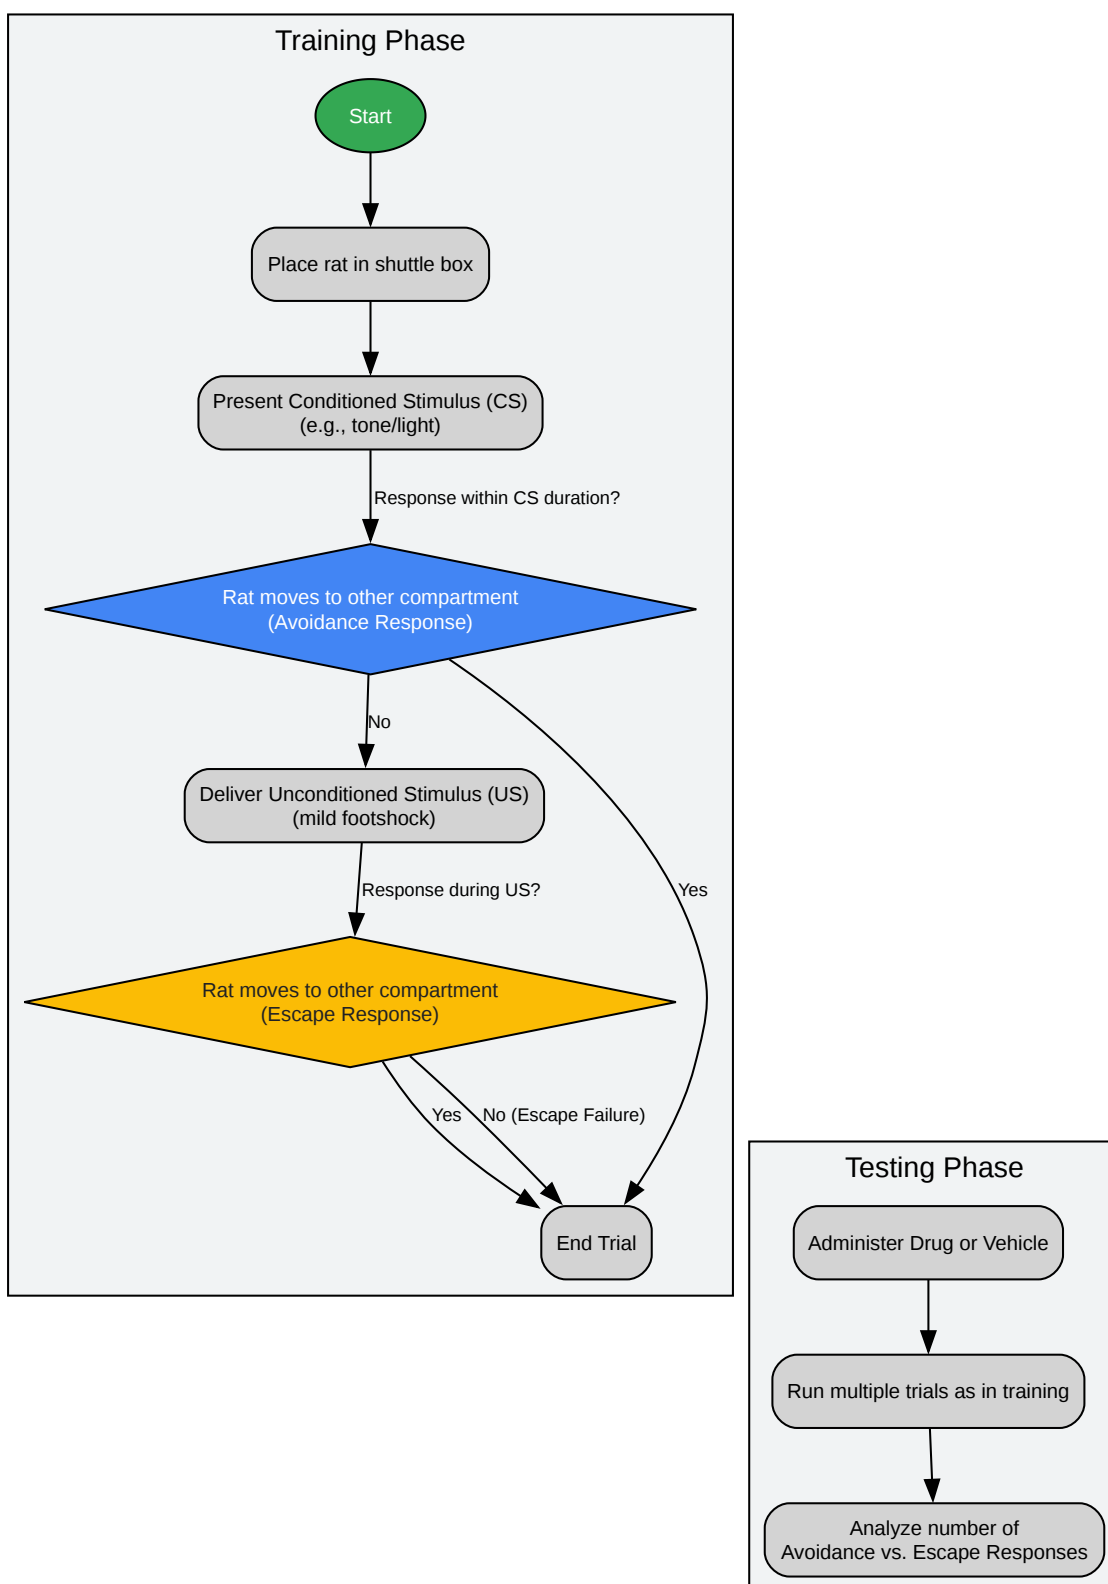 Training Phase
Start
Place rat in shuttle box
Present Conditioned Stimulus (CS)
(e.g., tone/light)
Response within CS duration?
Rat moves to other compartment
(Avoidance Response)
No
Deliver Unconditioned Stimulus (US)
(mild footshock)
Response during US?
Yes
Rat moves to other compartment
(Escape Response)
Yes
No (Escape Failure)
End Trial
Testing Phase
Administer Drug or Vehicle
Run multiple trials as in training
Analyze number of
Avoidance vs. Escape Responses